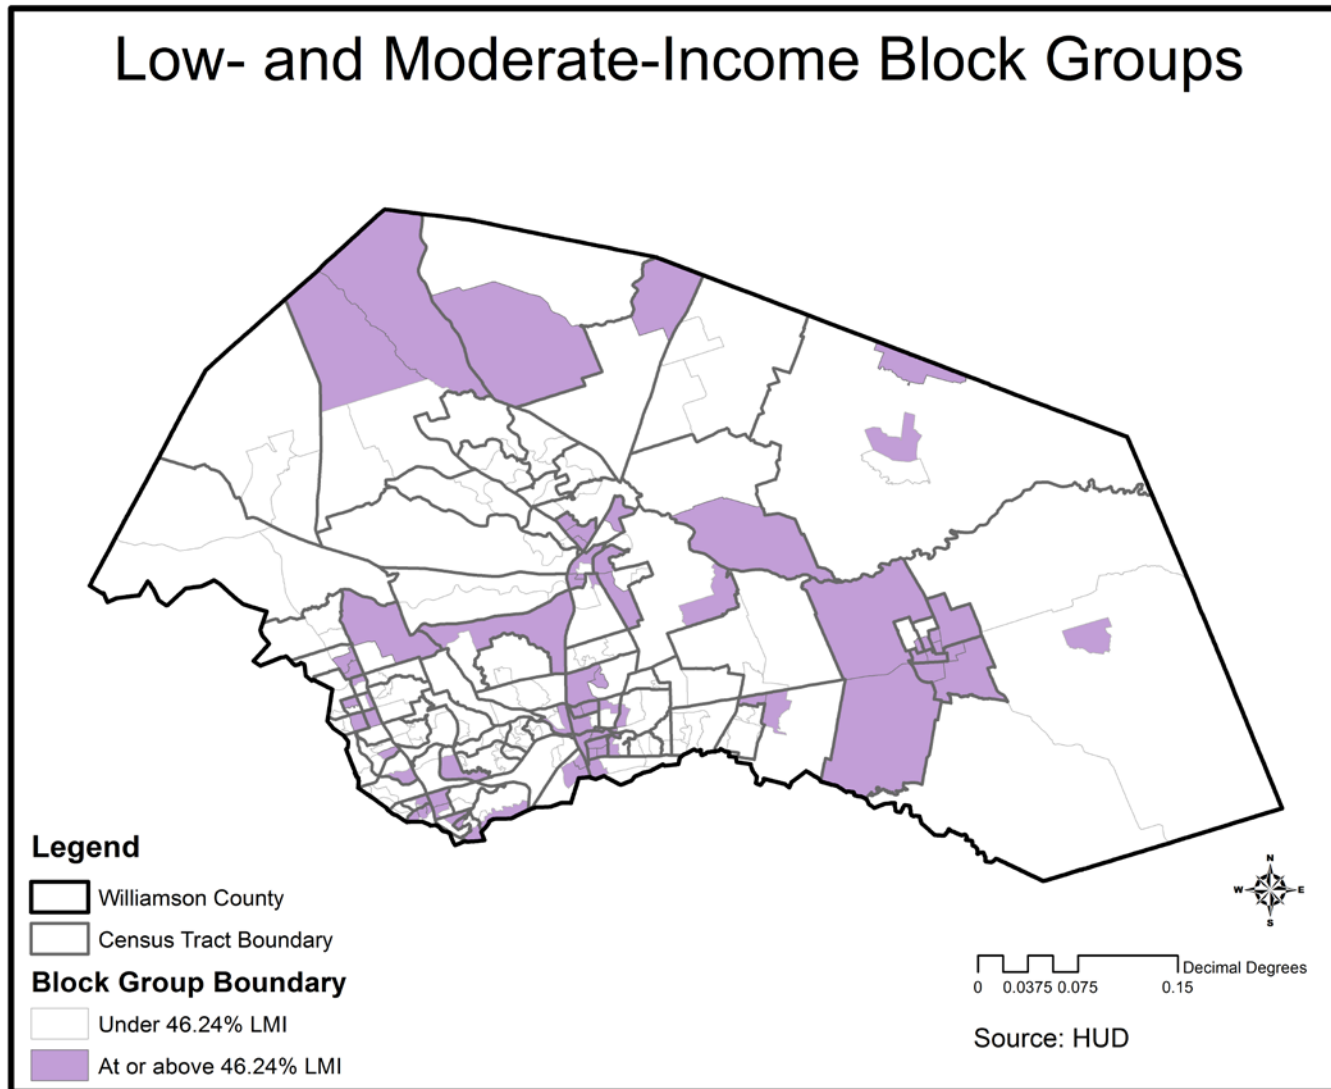 Low- and Moderate-Income Block Groups
Legend
Williamson County
Census Tract Boundary
Block Group Boundary
Under 46.24% LMI
At or above 46.24% LMI
N
W E
S
Decimal Degrees
0 0.0375 0.075 0.15
Source: HUD